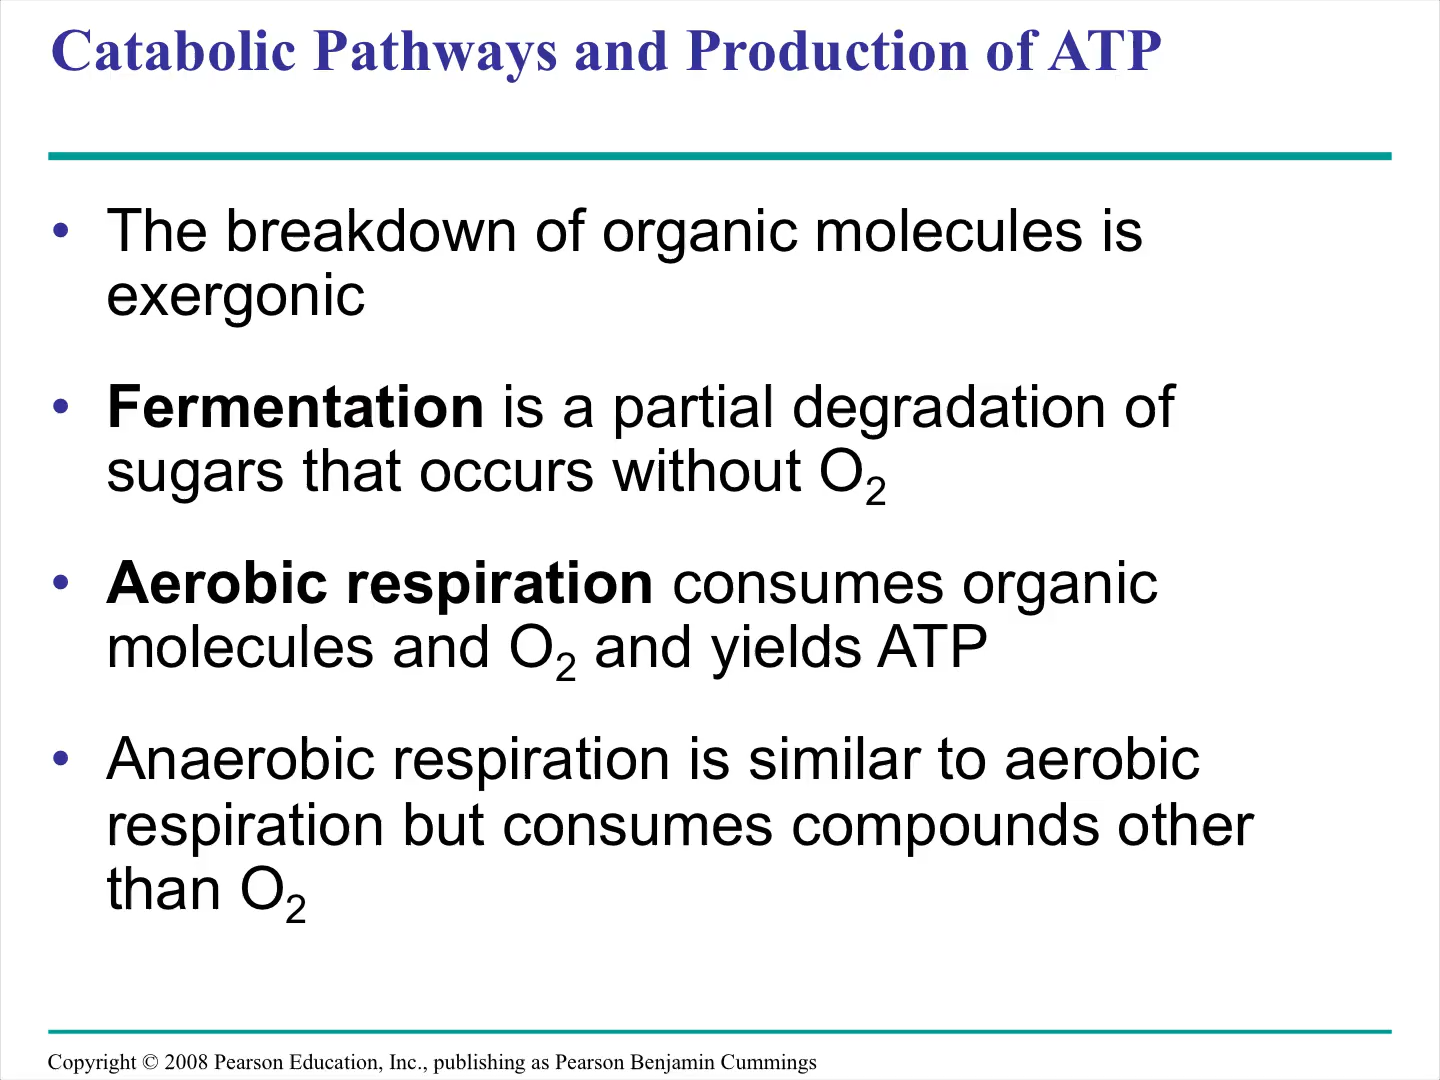 Catabolic Pathways and Production of ATP
• The breakdown of organic molecules is
exergonic
• Fermentation is a partial degradation of
sugars that occurs without O₂
• Aerobic respiration consumes organic
molecules and O₂ and yields ATP
• Anaerobic respiration is similar to aerobic
respiration but consumes compounds other
than O₂
Copyright © 2008 Pearson Education, Inc., publishing as Pearson Benjamin Cummings